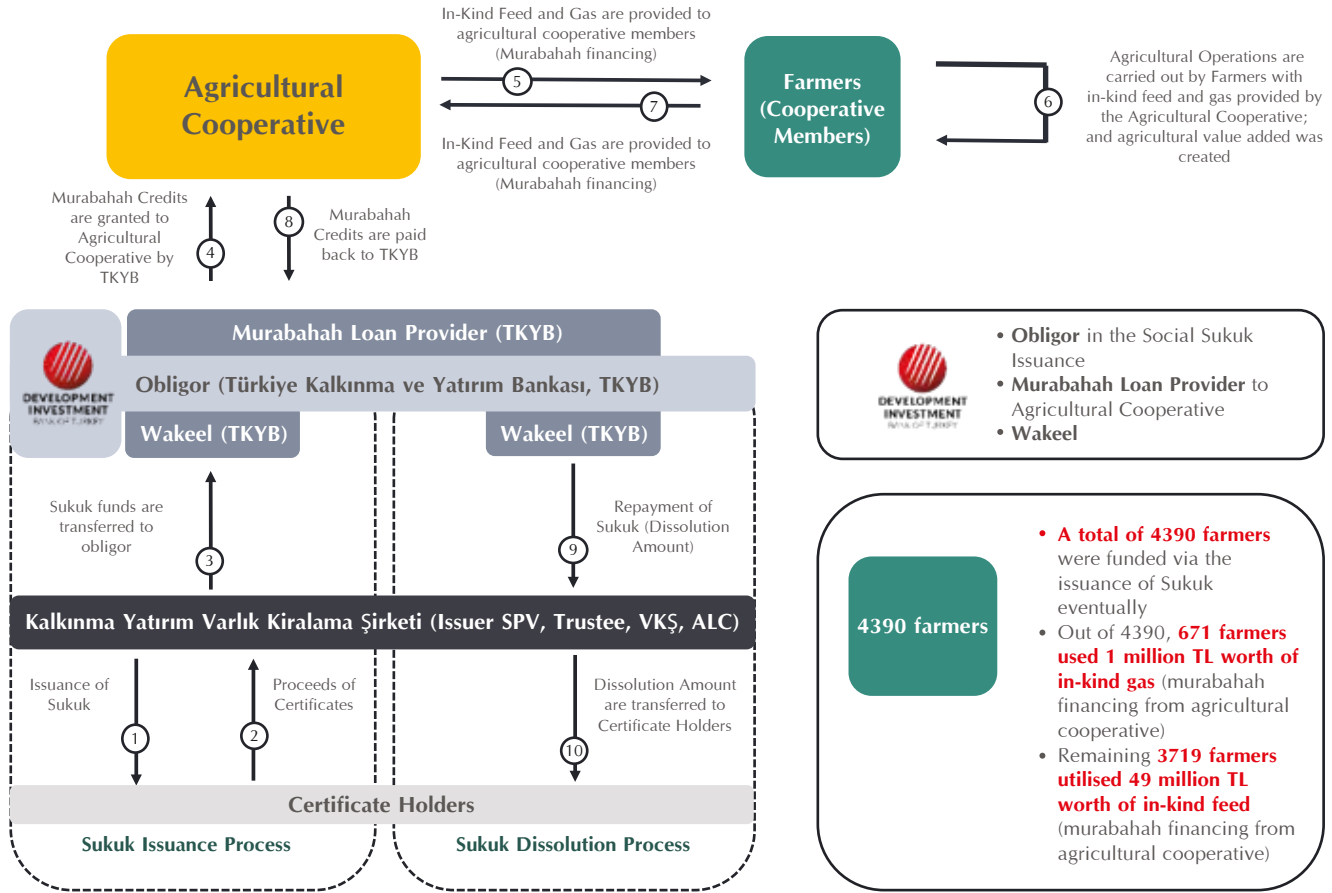 In-Kind Feed and Gas are provided to
agricultural cooperative members
(Murabahah financing)
5
7
In-Kind Feed and Gas are provided to
agricultural cooperative members
(Murabahah financing)
Agricultural
Cooperative
Farmers
(Cooperative
Members)
6
Agricultural Operations are
carried out by Farmers with
in-kind feed and gas provided by
the Agricultural Cooperative;
and agricultural value added was
created
Murabahah Credits
are granted to
Agricultural
Cooperative by
TKYB
4
8
Murabahah
Credits are paid
back to TKYB
DEVELOPMENT
INVESTMENT
BANK OF TURKEY
Murabahah Loan Provider (TKYB)
Obligor (Türkiye Kalkınma ve Yatırım Bankası, TKYB)
Wakeel (TKYB)
Wakeel (TKYB)
Sukuk funds are
transferred to
obligor
3
Repayment of
Sukuk (Dissolution
Amount)
9
Kalkınma Yatırım Varlık Kiralama Şirketi (Issuer SPV, Trustee, VKŞ, ALC)
Issuance of
Sukuk
1
2
Proceeds of
Certificates
Dissolution Amount
are transferred to
Certificate Holders
10
Certificate Holders
Sukuk Issuance Process
Sukuk Dissolution Process
DEVELOPMENT
INVESTMENT
BANK OF TURKEY
• Obligor in the Social Sukuk
Issuance
• Murabahah Loan Provider to
Agricultural Cooperative
• Wakeel
4390 farmers
• A total of 4390 farmers
were funded via the
issuance of Sukuk
eventually
• Out of 4390, 671 farmers
used 1 million TL worth of
in-kind gas (murabahah
financing from agricultural
cooperative)
• Remaining 3719 farmers
utilised 49 million TL
worth of in-kind feed
(murabahah financing from
agricultural cooperative)